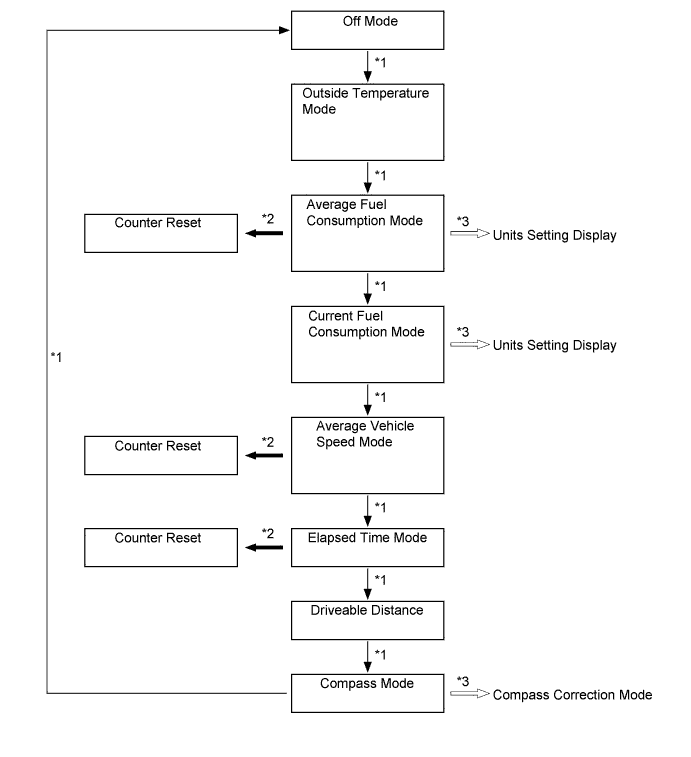 Off Mode
*1
Outside Temperature
Mode
*1
Average Fuel
Consumption Mode
*2
Counter Reset
*3
Units Setting Display
*1
Current Fuel
Consumption Mode
*3
Units Setting Display
*1
*1
Average Vehicle
Speed Mode
*2
Counter Reset
*1
Elapsed Time Mode
*2
Counter Reset
*1
Driveable Distance
*1
Compass Mode
*3
Compass Correction Mode